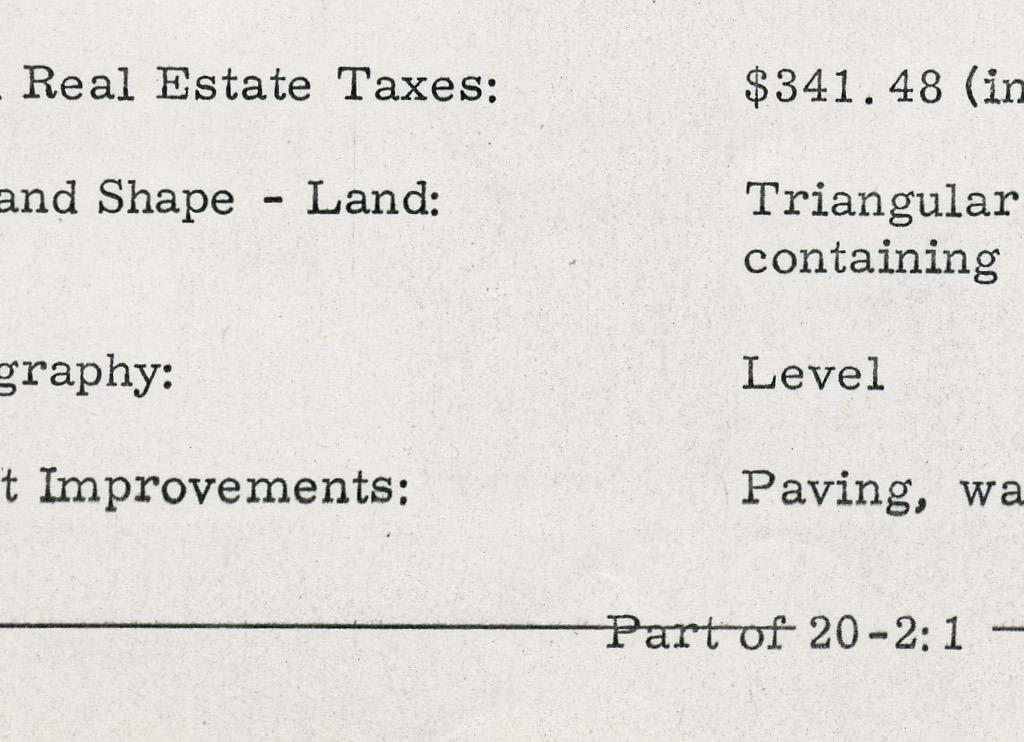 Real Estate Taxes: $341.48 (in
and Shape - Land: Triangular
containing
graphy: Level
t Improvements: Paving, wa
Part of 20-2:1